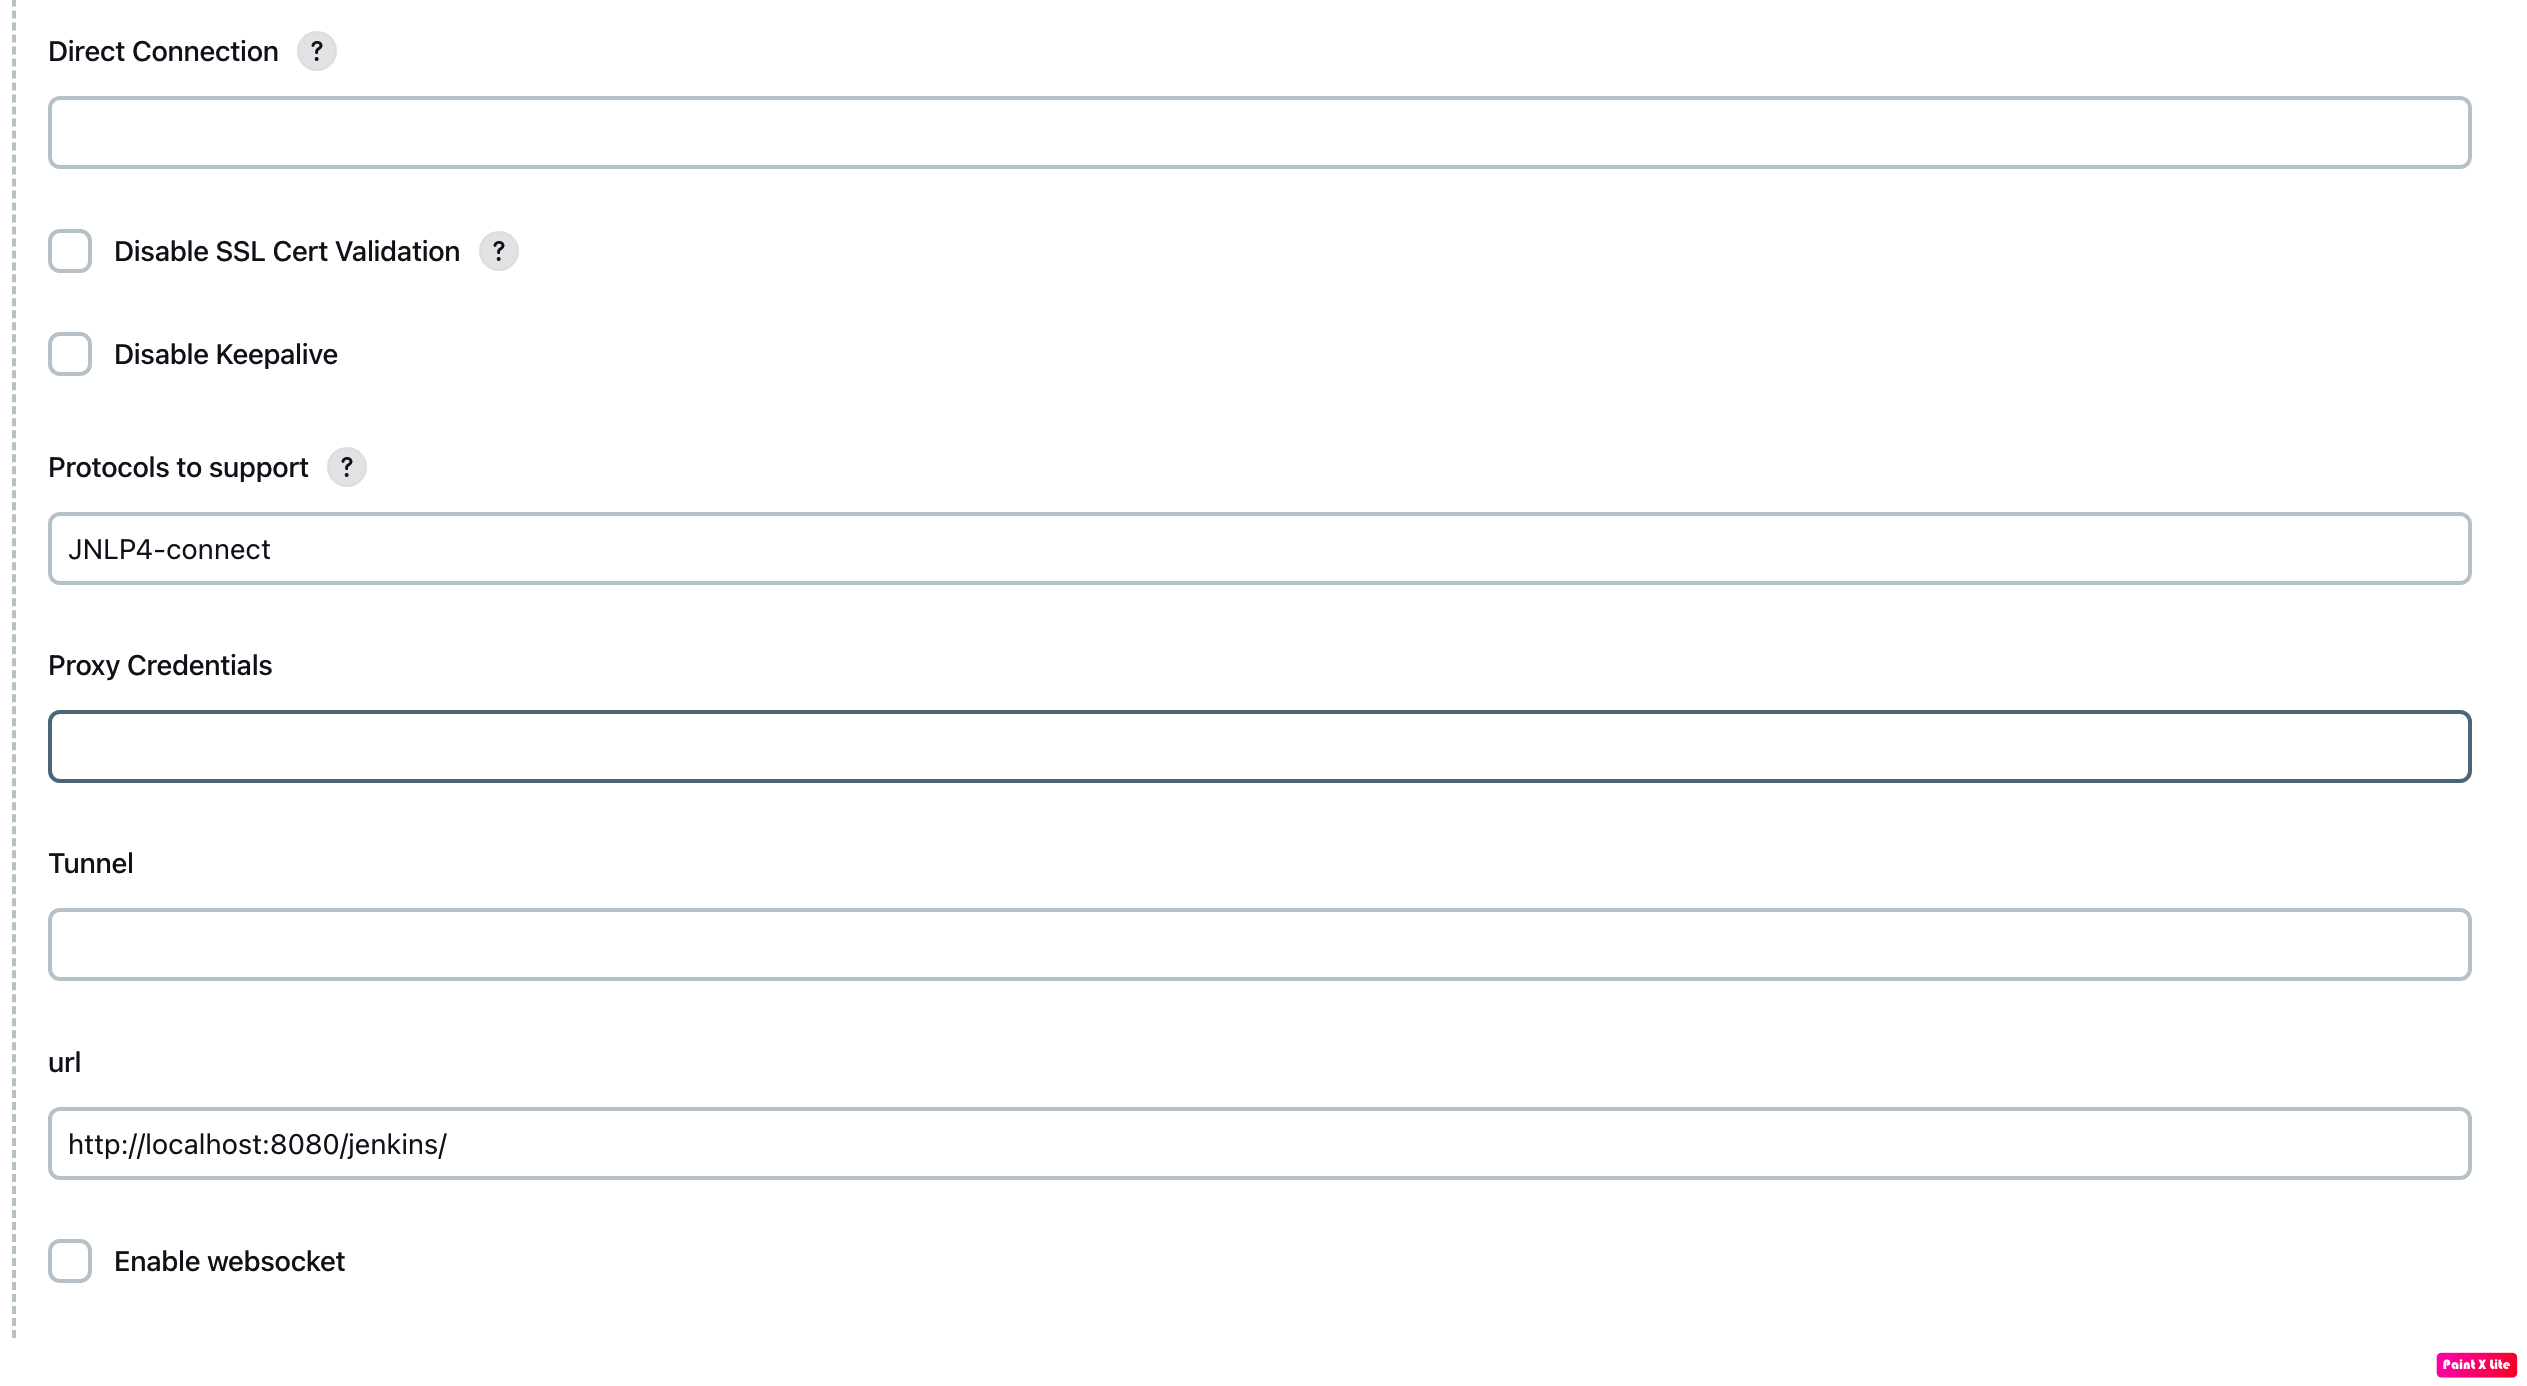 Direct Connection ?
Disable SSL Cert Validation ?
Disable Keepalive
Protocols to support ?
JNLP4-connect
Proxy Credentials
Tunnel
url
http://localhost:8080/jenkins/
Enable websocket
Paint X Lite